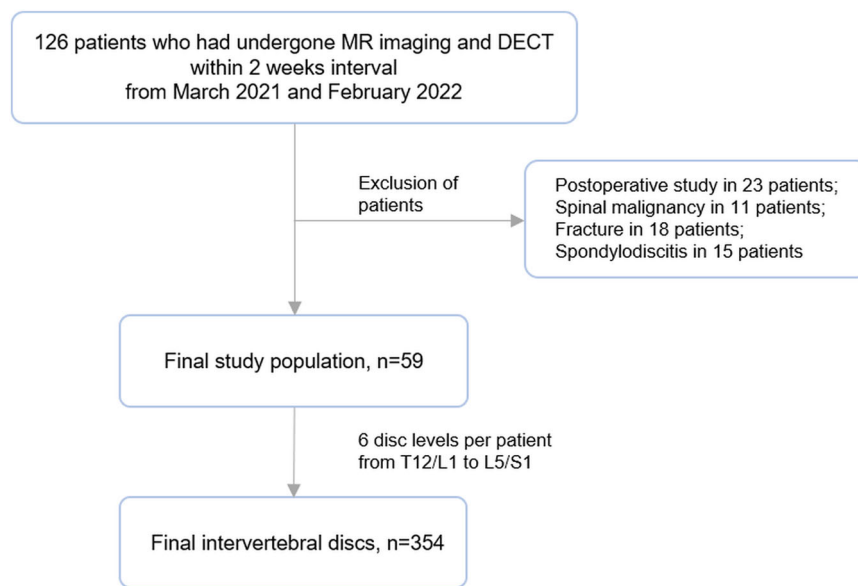 126 patients who had undergone MR imaging and DECT
within 2 weeks interval
from March 2021 and February 2022
Exclusion of
patients
Postoperative study in 23 patients;
Spinal malignancy in 11 patients;
Fracture in 18 patients;
Spondylodiscitis in 15 patients
Final study population, n=59
6 disc levels per patient
from T12/L1 to L5/S1
Final intervertebral discs, n=354